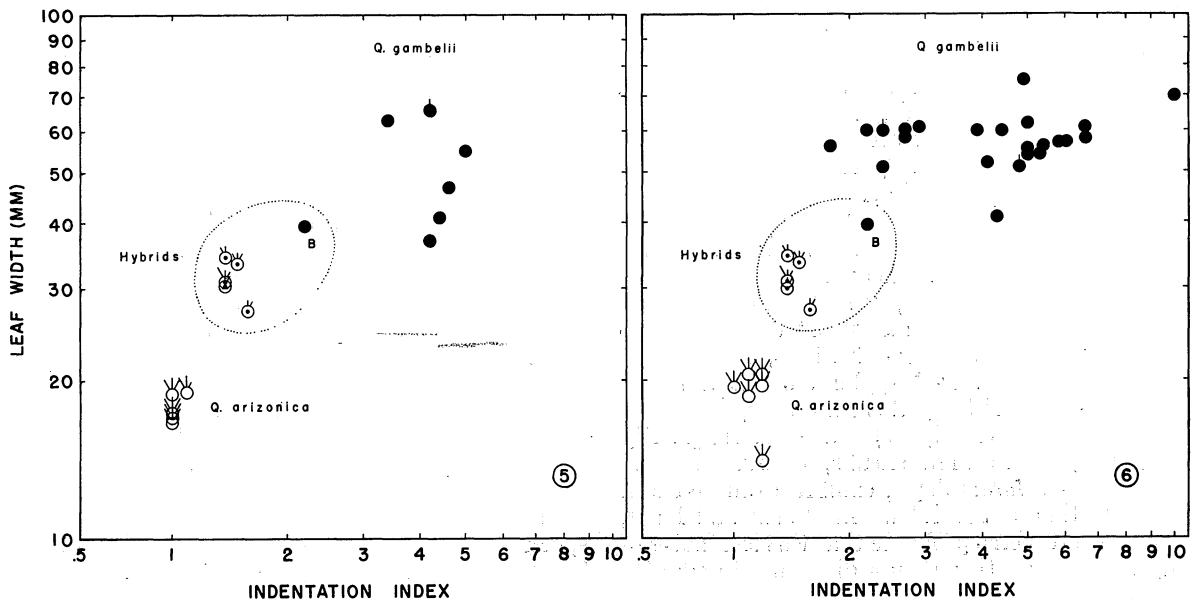 100
90
80
70
60
50
40
30
20
10
LEAF WIDTH (MM)
Q. gambelii
Hybrids
B
Q. arizonica
5
.5 1 2 3 4 5 6 7 8 9 10
INDENTATION INDEX
Q gambelii
Hybrids
B
Q. arizonica
6
.5 1 2 3 4 5 6 7 8 9 10
INDENTATION INDEX